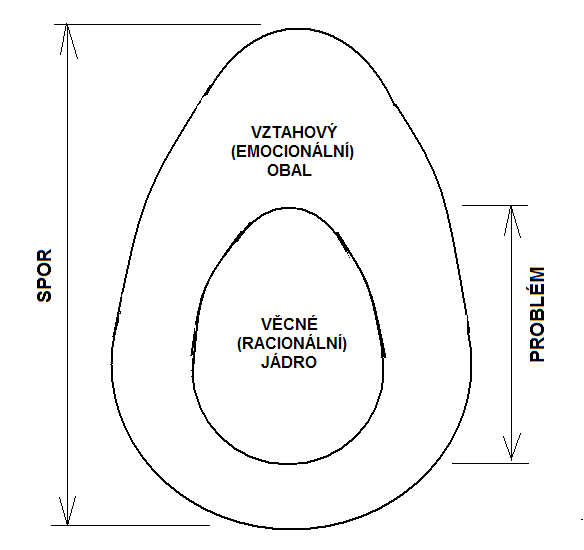 VZTAHOVÝ
(EMOCIONÁLNÍ)
OBAL
SPOR
PROBLÉM
VĚCNÉ
(RACIONÁLNÍ)
JÁDRO